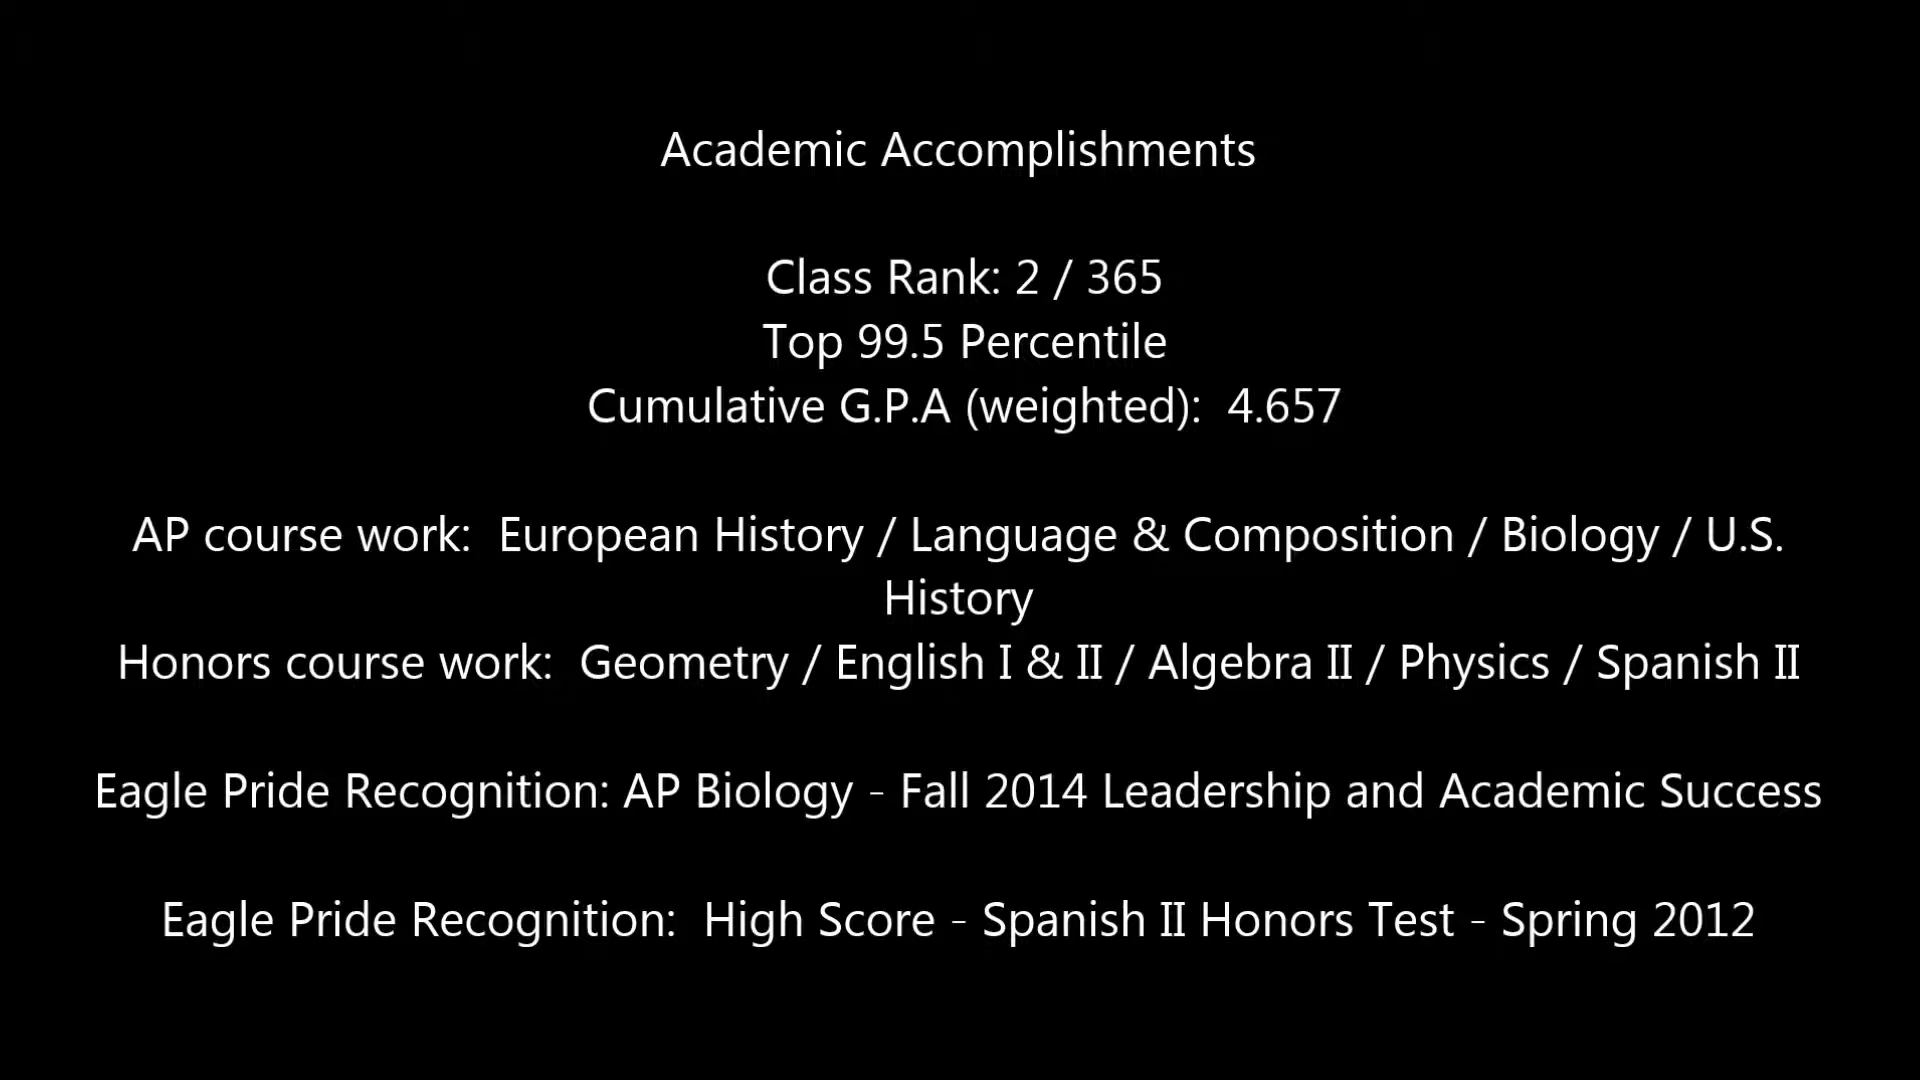 Academic Accomplishments
Class Rank: 2 / 365
Top 99.5 Percentile
Cumulative G.P.A (weighted):  4.657
AP course work:  European History / Language & Composition / Biology / U.S.
History
Honors course work:  Geometry / English I & II / Algebra II / Physics / Spanish II
Eagle Pride Recognition: AP Biology - Fall 2014 Leadership and Academic Success
Eagle Pride Recognition:  High Score - Spanish II Honors Test - Spring 2012